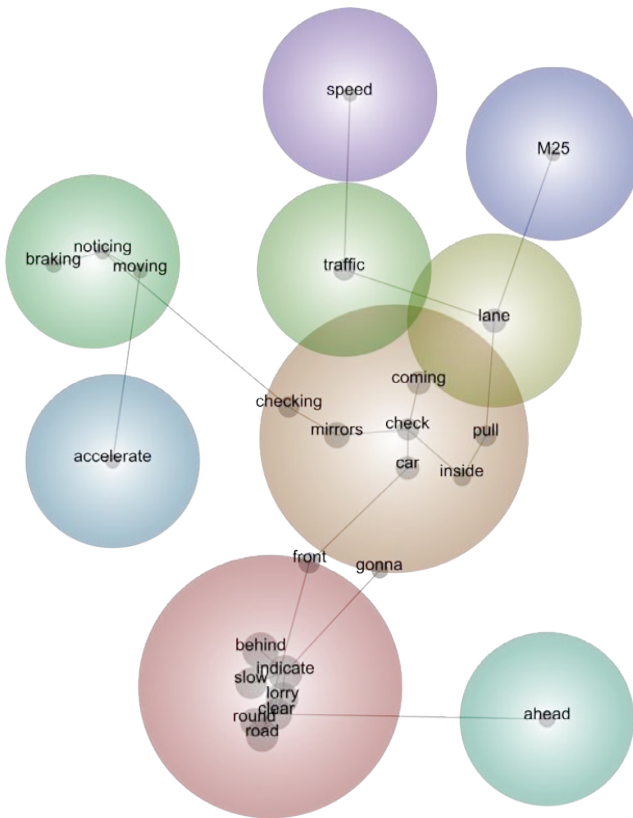 speed
M25
noticing
braking
moving
traffic
lane
coming
checking
check
mirrors
pull
car
inside
accelerate
front
gonna
behind
indicate
slow
lorry
clear
round
road
ahead